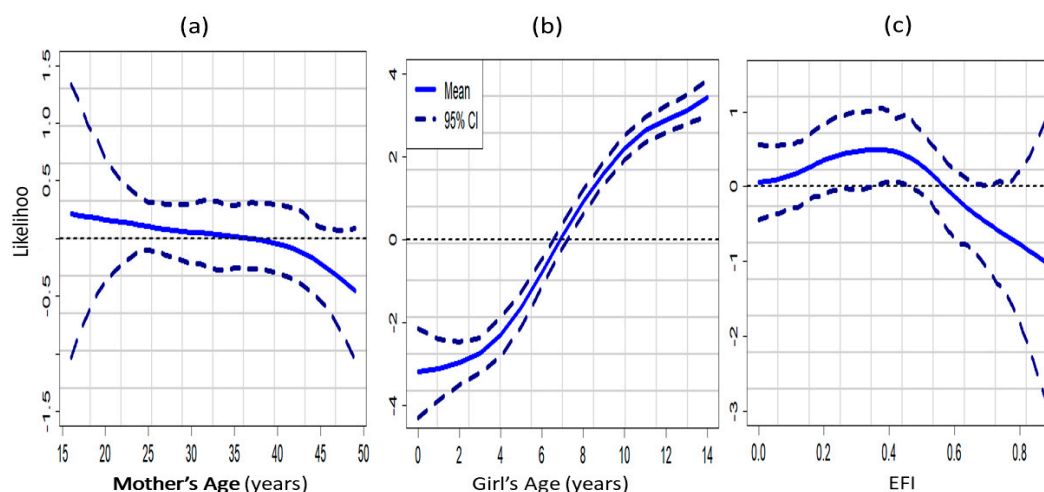 (a)
(b)
(c)
Likelihoo
1.5
1.0
0.5
-0.5
-1.5
15 20 25 30 35 40 45 50
Mother's Age (years)
Mean
95% CI
4
2
0
-2
-4
0 2 4 6 8 10 12 14
Girl's Age (years)
1
0
-1
-2
-3
0.0 0.2 0.4 0.6 0.8
EFI